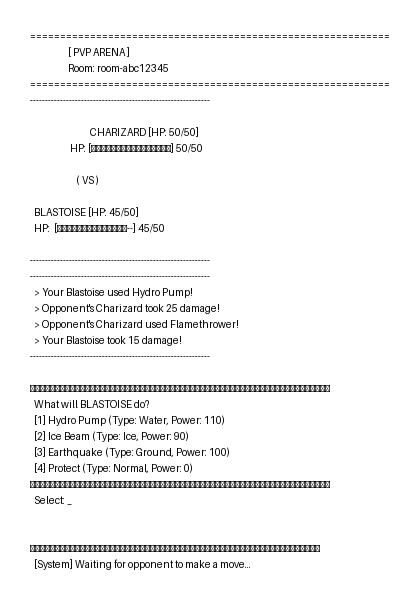 ================================================================
[ PVP ARENA ]
Room: room-abc12345
================================================================
------------------------------------------------------------
CHARIZARD [HP: 50/50]
HP: [▯▯▯▯▯▯▯▯▯▯▯▯▯▯▯▯] 50/50
( VS )
BLASTOISE [HP: 45/50]
HP: [▯▯▯▯▯▯▯▯▯▯▯▯▯▯--] 45/50
------------------------------------------------------------
------------------------------------------------------------
> Your Blastoise used Hydro Pump!
> Opponent's Charizard took 25 damage!
> Opponent's Charizard used Flamethrower!
> Your Blastoise took 15 damage!
------------------------------------------------------------
What will BLASTOISE do?
[1] Hydro Pump (Type: Water, Power: 110)
[2] Ice Beam (Type: Ice, Power: 90)
[3] Earthquake (Type: Ground, Power: 100)
[4] Protect (Type: Normal, Power: 0)
Select: _
[System] Waiting for opponent to make a move...